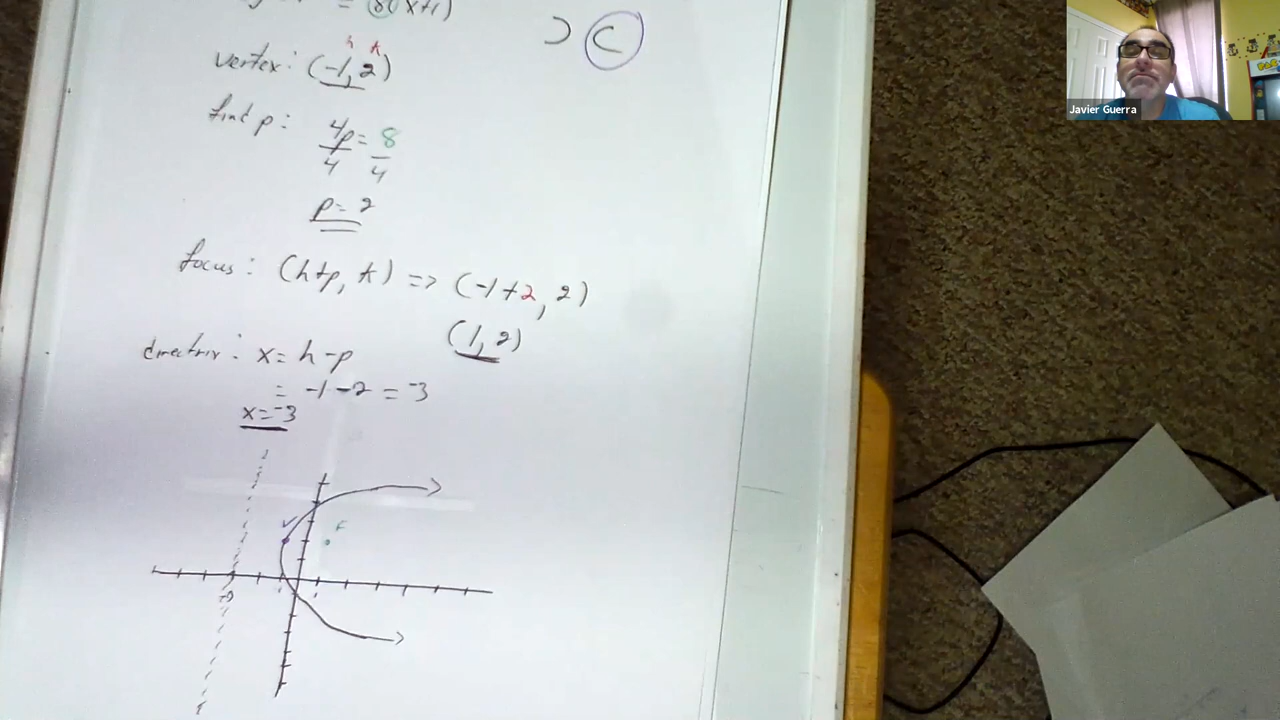 = 8(x+1)
⊃ ⊂
h k
vertex: (-1, 2)
find p: 4p = 8
4 4
p = 2
focus: (h+p, k) => (-1+2, 2)
(1, 2)
directrix: x = h - p
= -1 - 2 = -3
x = -3
V F
Javier Guerra